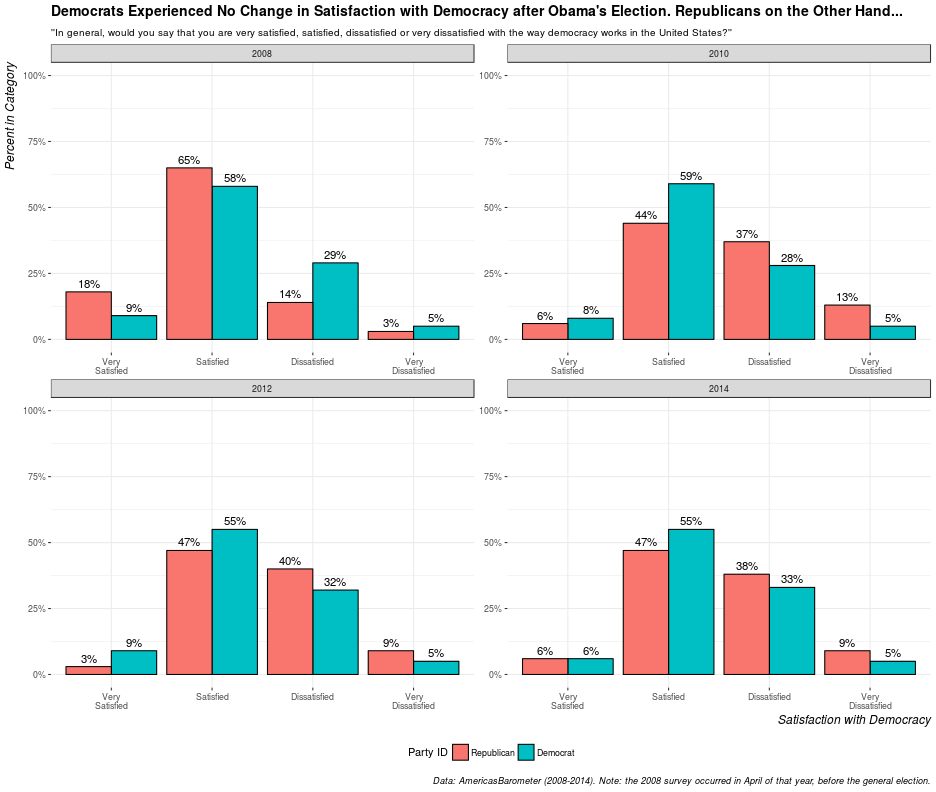 Democrats Experienced No Change in Satisfaction with Democracy after Obama's Election. Republicans on the Other Hand...
"In general, would you say that you are very satisfied, satisfied, dissatisfied or very dissatisfied with the way democracy works in the United States?"
Percent in Category
2008
100%
75%
50%
25%
0%
18%
9%
65%
58%
14%
29%
3%
5%
Very
Satisfied
Satisfied
Dissatisfied
Very
Dissatisfied
2010
100%
75%
50%
25%
0%
6%
8%
44%
59%
37%
28%
13%
5%
Very
Satisfied
Satisfied
Dissatisfied
Very
Dissatisfied
2012
100%
75%
50%
25%
0%
3%
9%
47%
55%
40%
32%
9%
5%
Very
Satisfied
Satisfied
Dissatisfied
Very
Dissatisfied
2014
100%
75%
50%
25%
0%
6%
6%
47%
55%
38%
33%
9%
5%
Very
Satisfied
Satisfied
Dissatisfied
Very
Dissatisfied
Satisfaction with Democracy
Party ID Republican Democrat
Data: AmericasBarometer (2008-2014). Note: the 2008 survey occurred in April of that year, before the general election.